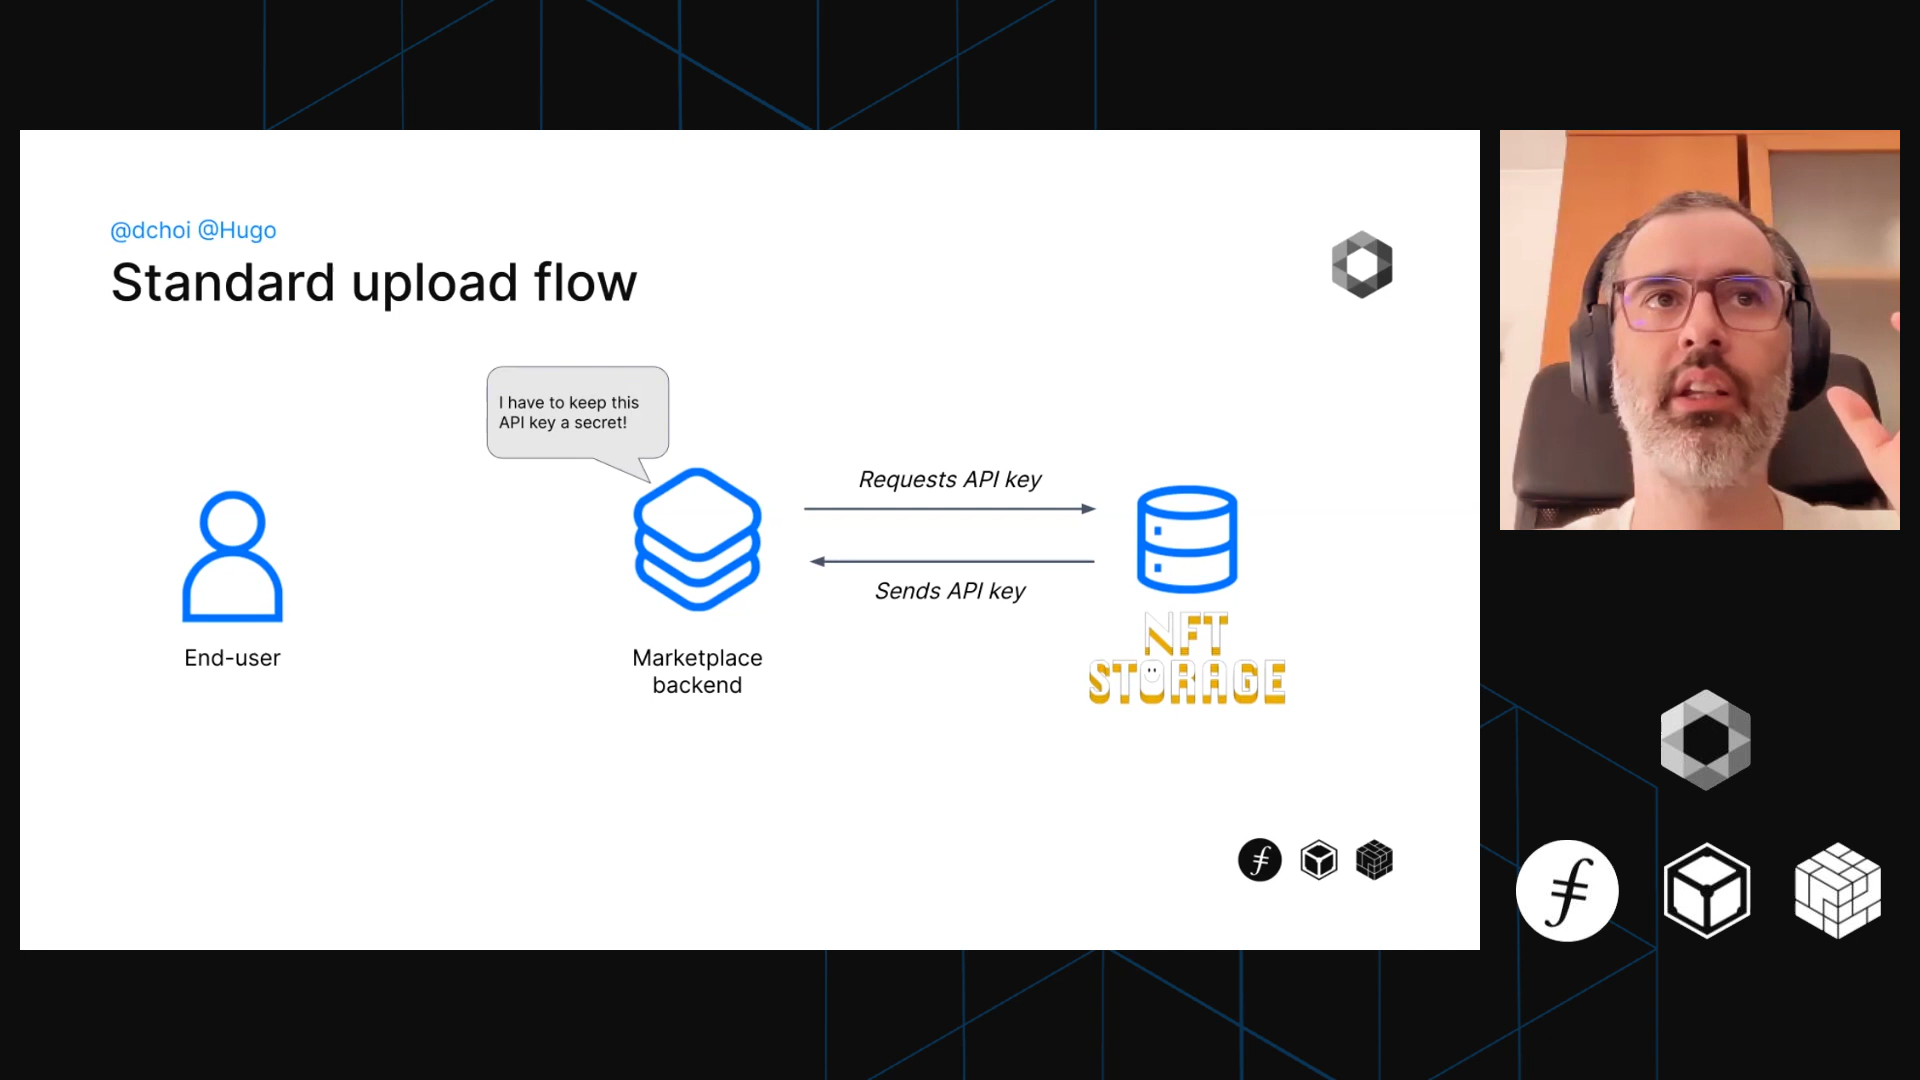 @dchoi @Hugo
Standard upload flow
I have to keep this
API key a secret!
Requests API key
Sends API key
NFT
STORAGE
End-user
Marketplace
backend